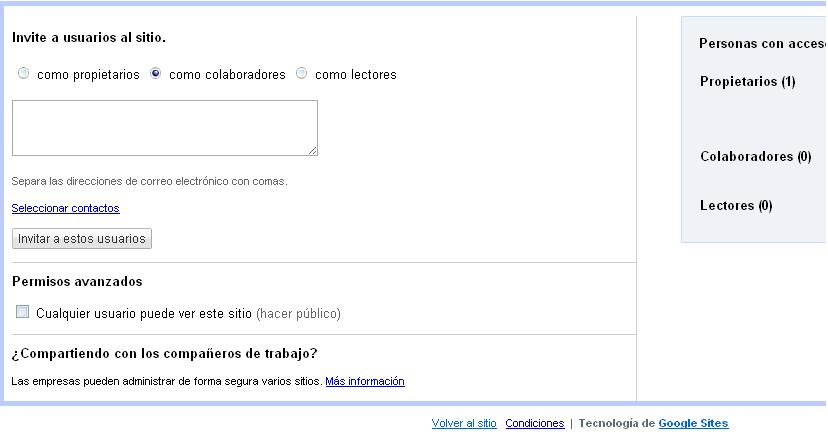 Invite a usuarios al sitio.
como propietarios como colaboradores como lectores
Separa las direcciones de correo electrónico con comas.
Seleccionar contactos
Invitar a estos usuarios
Permisos avanzados
Cualquier usuario puede ver este sitio (hacer público)
¿Compartiendo con los compañeros de trabajo?
Las empresas pueden administrar de forma segura varios sitios. Más información
Personas con acces
Propietarios (1)
Colaboradores (0)
Lectores (0)
Volver al sitio Condiciones | Tecnología de Google Sites